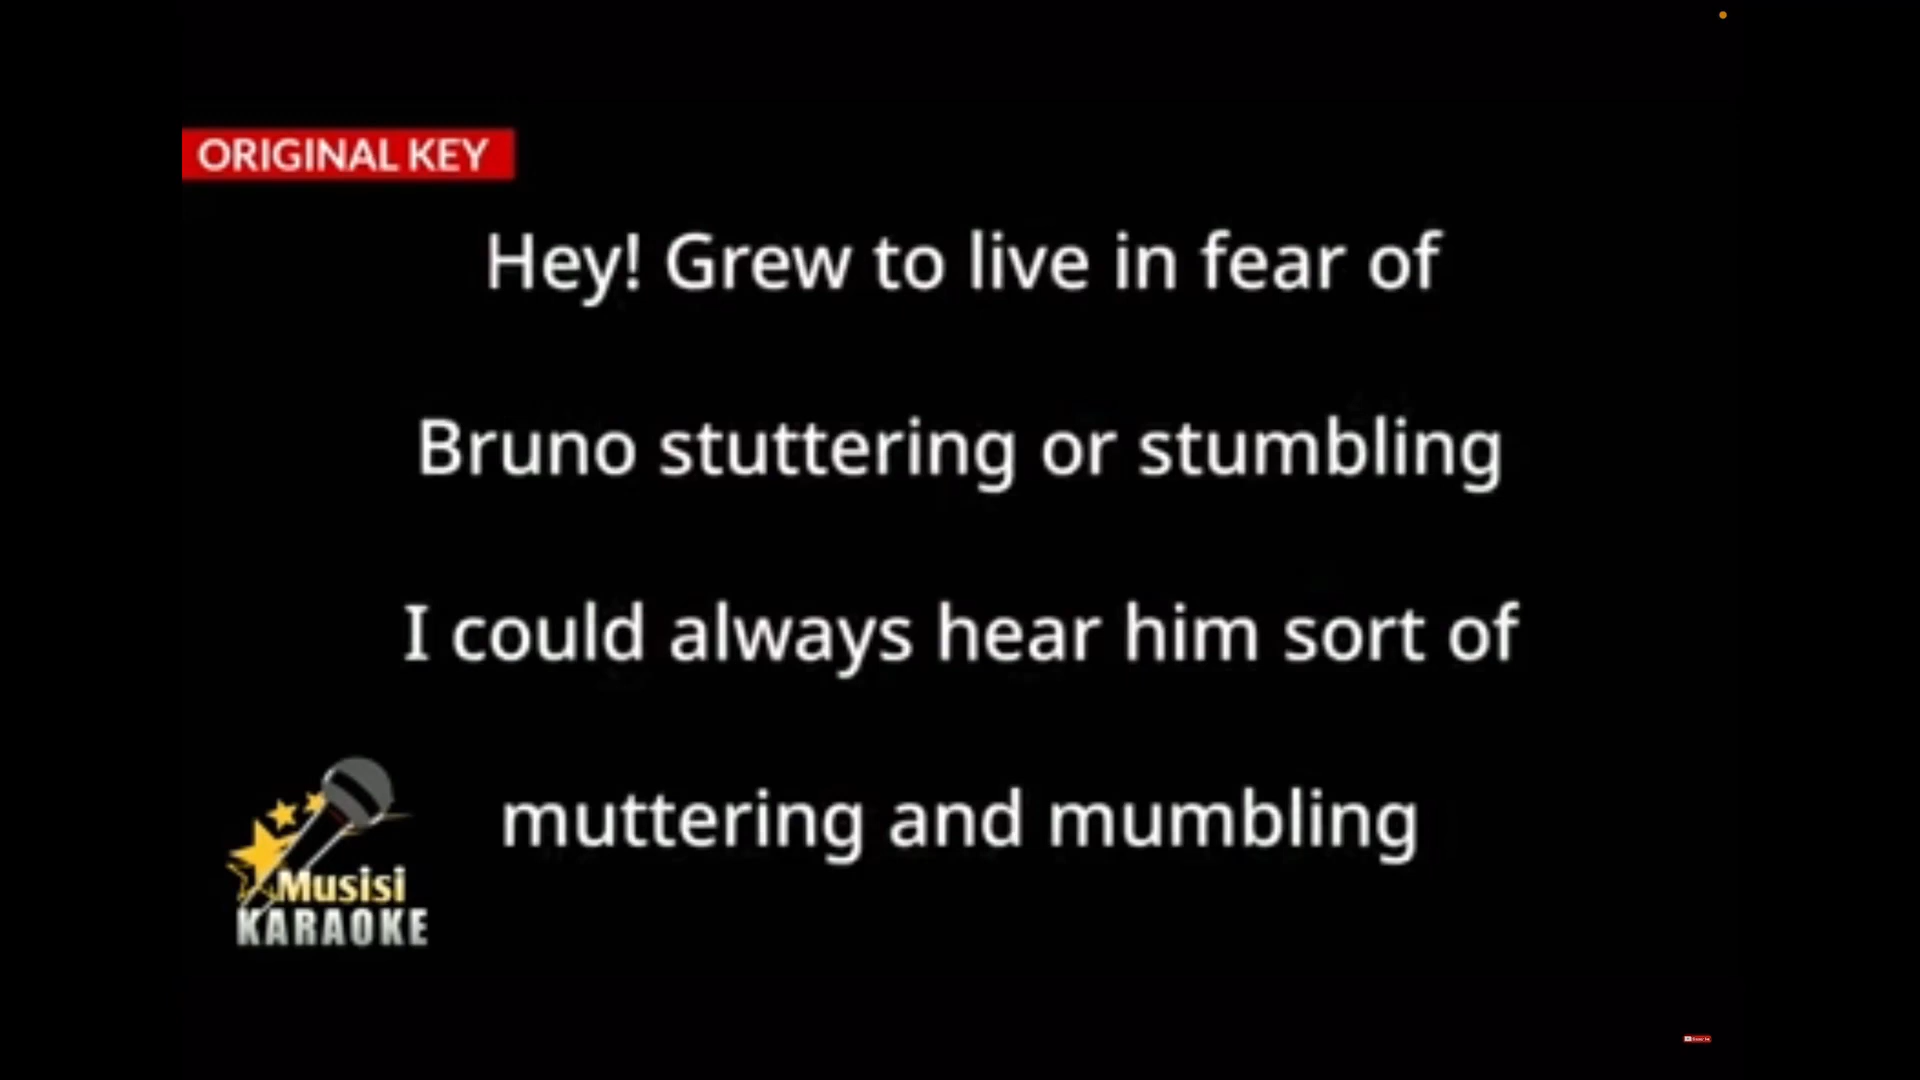 ORIGINAL KEY
Hey! Grew to live in fear of
Bruno stuttering or stumbling
I could always hear him sort of
muttering and mumbling
Musisi
KARAOKE